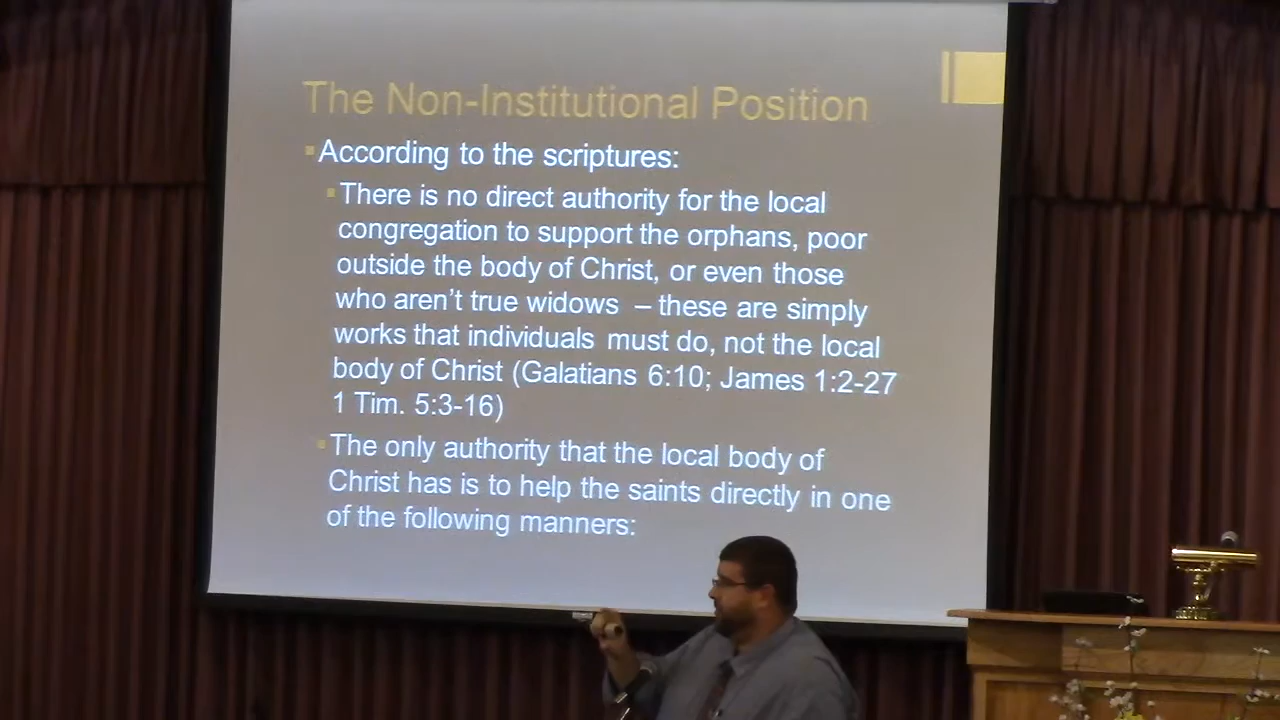 The Non-Institutional Position
According to the scriptures:
There is no direct authority for the local
congregation to support the orphans, poor
outside the body of Christ, or even those
who aren't true widows – these are simply
works that individuals must do, not the local
body of Christ (Galatians 6:10; James 1:2-27
1 Tim. 5:3-16)
The only authority that the local body of
Christ has is to help the saints directly in one
of the following manners: